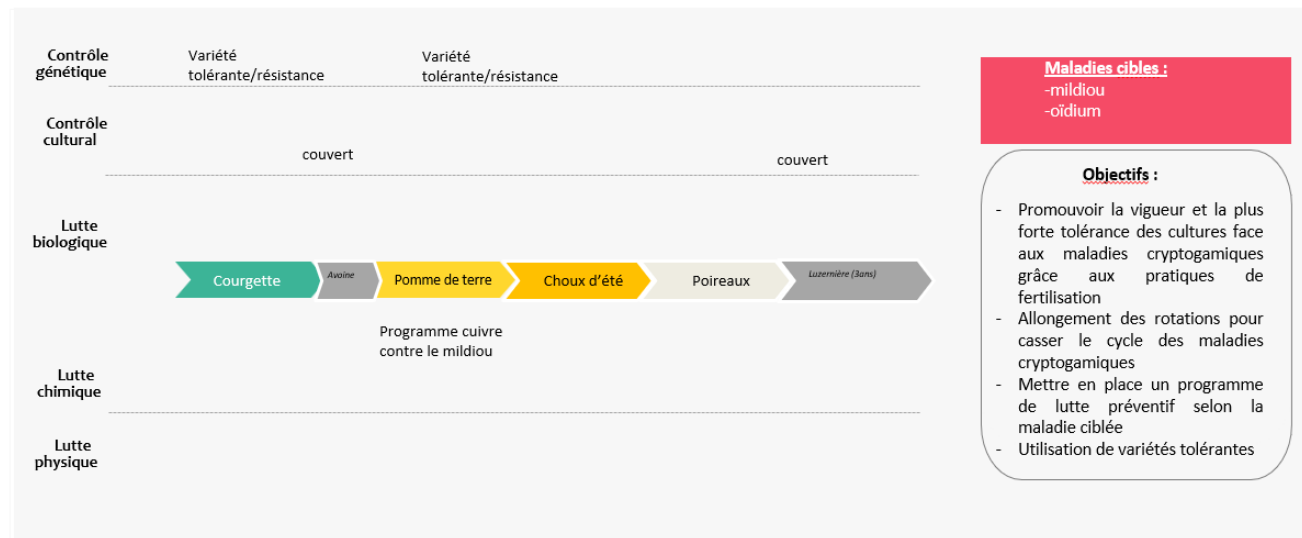 Contrôle
génétique
Variété
tolérante/résistance
Variété
tolérante/résistance
Contrôle
cultural
couvert
couvert
Lutte
biologique
Courgette
Avoine
Pomme de terre
Choux d'été
Poireaux
Luzernière (3ans)
Programme cuivre
contre le mildiou
Lutte
chimique
Lutte
physique
Maladies cibles :
-mildiou
-oïdium
Objectifs :
- Promouvoir la vigueur et la plus
forte tolérance des cultures face
aux maladies cryptogamiques
grâce aux pratiques de
fertilisation
- Allongement des rotations pour
casser le cycle des maladies
cryptogamiques
- Mettre en place un programme
de lutte préventif selon la
maladie ciblée
- Utilisation de variétés tolérantes